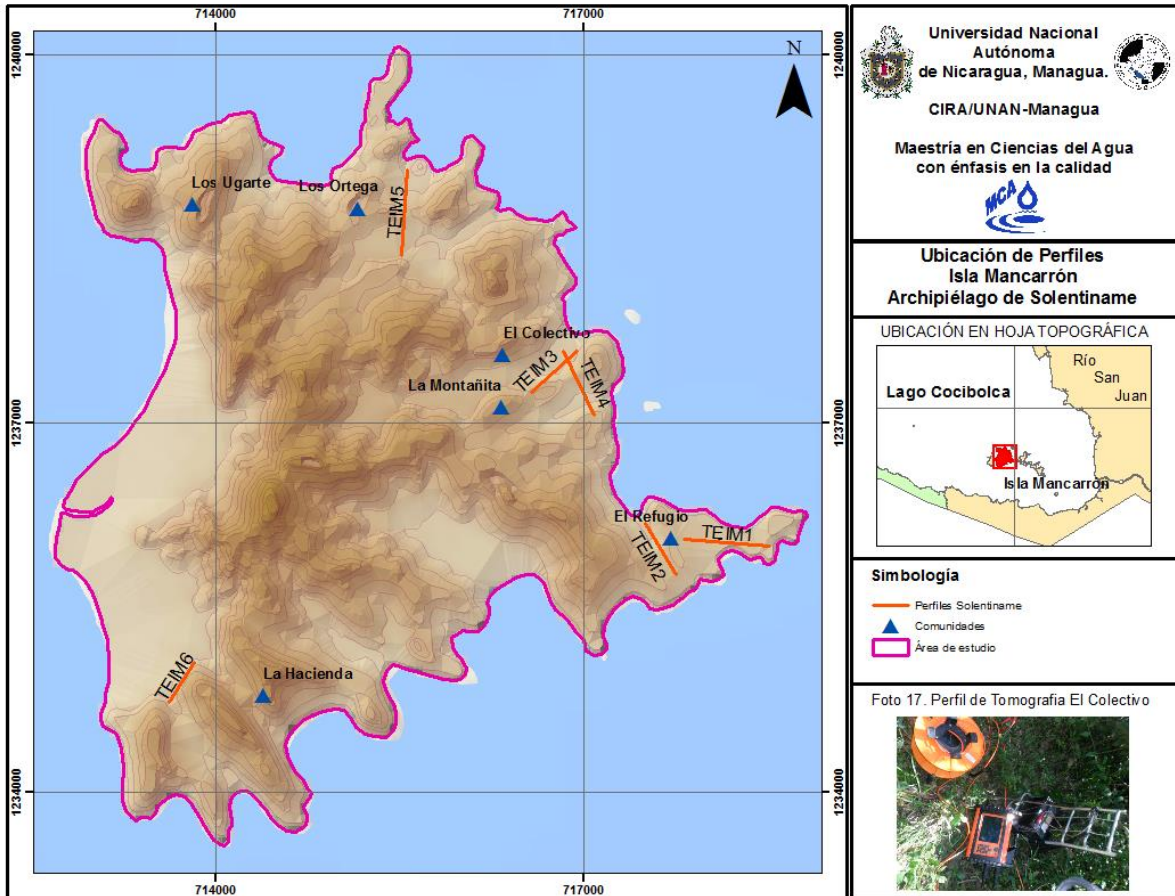 714000
717000
1240000
1240000
N
Los Ugarte
Los Ortega
TEIM5
El Colectivo
TEIM3
La Montañita
TEIM4
1237000
1237000
El Refugio
TEIM1
TEIM2
TEIM6
La Hacienda
1234000
1234000
714000
717000
Universidad Nacional
Autónoma
de Nicaragua, Managua.
CIRA/UNAN-Managua
Maestría en Ciencias del Agua
con énfasis en la calidad
MCA
Ubicación de Perfiles
Isla Mancarrón
Archipiélago de Solentiname
UBICACIÓN EN HOJA TOPOGRÁFICA
Río
San
Juan
Lago Cocibolca
Isla Mancarrón
Simbología
Perfiles Solentiname
Comunidades
Área de estudio
Foto 17. Perfil de Tomografia El Colectivo